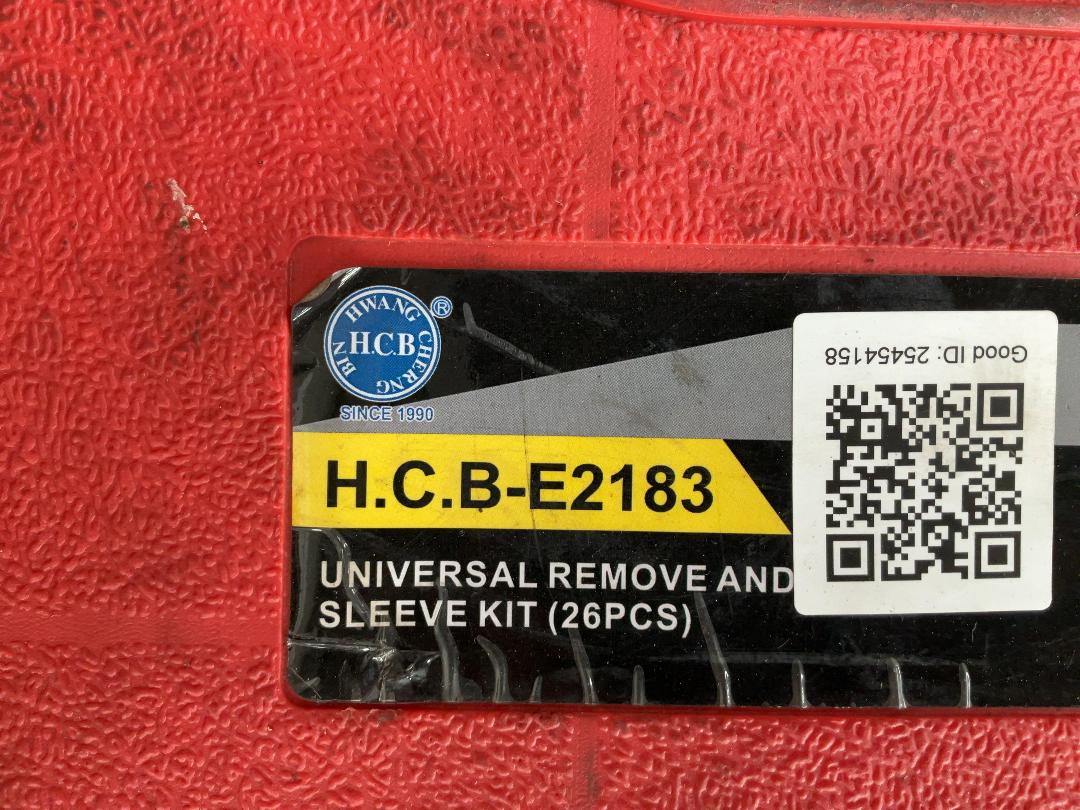 HWANG
BIN H.C.B CHERNG
®
SINCE 1990
H.C.B-E2183
UNIVERSAL REMOVE AND
SLEEVE KIT (26PCS)
Good ID: 25454158